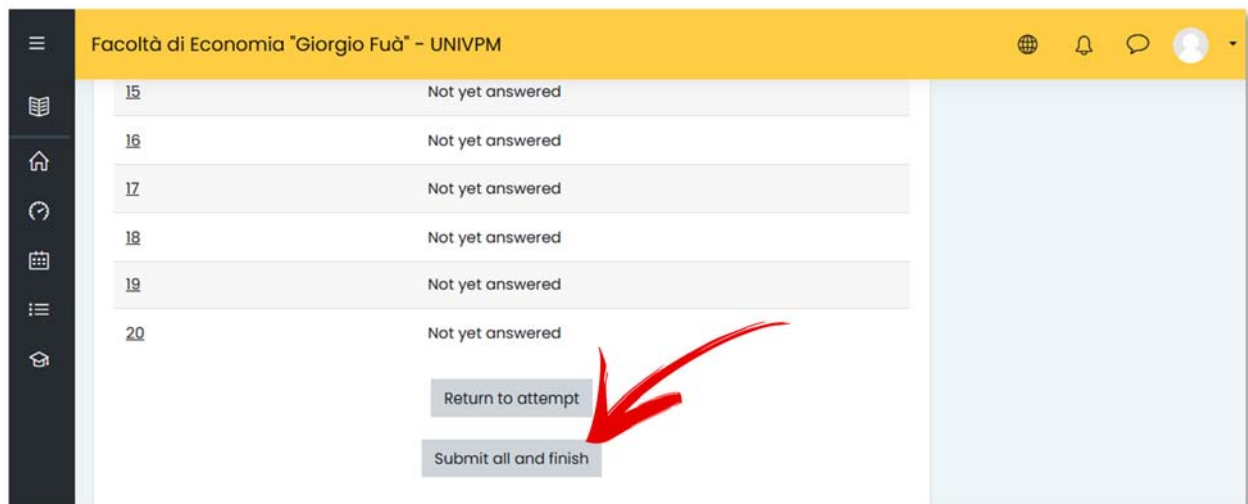 Facoltà di Economia "Giorgio Fuà" - UNIVPM
15 Not yet answered
16 Not yet answered
17 Not yet answered
18 Not yet answered
19 Not yet answered
20 Not yet answered
Return to attempt
Submit all and finish